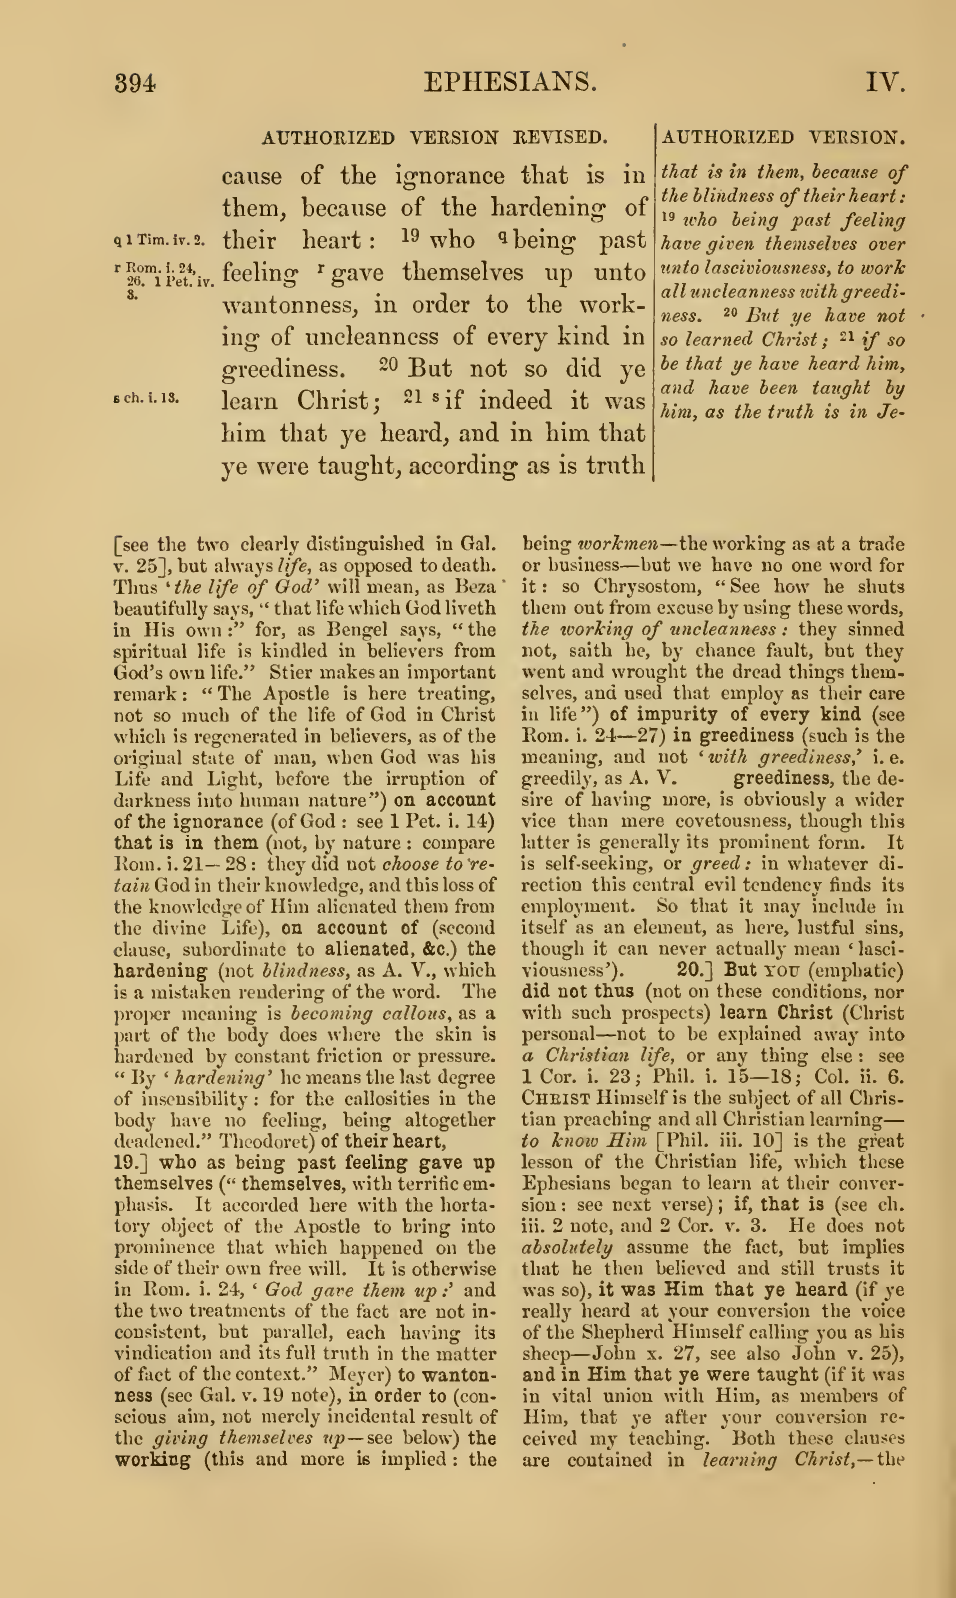 394
EPHESIANS.
IV.
AUTHORIZED VERSION REVISED.
cause of the ignorance that is in
them, because of the hardening of
q 1 Tim. iv. 2.
their heart : 19 who q being past
r Rom. i. 24,
26. 1 Pet. iv.
3.
feeling r gave themselves up unto
wantonness, in order to the work-
ing of uncleanness of every kind in
greediness. 20 But not so did ye
s ch. i. 13.
learn Christ; 21 s if indeed it was
him that ye heard, and in him that
ye were taught, according as is truth
AUTHORIZED VERSION.
that is in them, because of
the blindness of their heart :
19 who being past feeling
have given themselves over
unto lasciviousness, to work
all uncleanness with greedi-
ness. 20 But ye have not
so learned Christ ; 21 if so
be that ye have heard him,
and have been taught by
him, as the truth is in Je-
[see the two clearly distinguished in Gal.
v. 25], but always life, as opposed to death.
Thus ‘the life of God’ will mean, as Beza
beautifully says, “ that life which God liveth
in His own :” for, as Bengel says, “ the
spiritual life is kindled in believers from
God’s own life.” Stier makes an important
remark : “ The Apostle is here treating,
not so much of the life of God in Christ
which is regenerated in believers, as of the
original state of man, when God was his
Life and Light, before the irruption of
darkness into human nature”) on account
of the ignorance (of God : see 1 Pet. i. 14)
that is in them (not, by nature : compare
Rom. i. 21—28 : they did not choose to re-
tain God in their knowledge, and this loss of
the knowledge of Him alienated them from
the divine Life), on account of (second
clause, subordinate to alienated, &c.) the
hardening (not blindness, as A. V., which
is a mistaken rendering of the word. The
proper meaning is becoming callous, as a
part of the body does where the skin is
hardened by constant friction or pressure.
“ By ‘ hardening’ he means the last degree
of insensibility : for the callosities in the
body have no feeling, being altogether
deadened.” Theodoret) of their heart,
19.] who as being past feeling gave up
themselves (“ themselves, with terrific em-
phasis. It accorded here with the horta-
tory object of the Apostle to bring into
prominence that which happened on the
side of their own free will. It is otherwise
in Rom. i. 24, ‘ God gave them up :’ and
the two treatments of the fact are not in-
consistent, but parallel, each having its
vindication and its full truth in the matter
of fact of the context.” Meyer) to wanton-
ness (see Gal. v. 19 note), in order to (con-
scious aim, not merely incidental result of
the giving themselves up—see below) the
working (this and more is implied : the
being workmen—the working as at a trade
or business—but we have no one word for
it : so Chrysostom, “ See how he shuts
them out from excuse by using these words,
the working of uncleanness : they sinned
not, saith he, by chance fault, but they
went and wrought the dread things them-
selves, and used that employ as their care
in life”) of impurity of every kind (see
Rom. i. 24—27) in greediness (such is the
meaning, and not ‘with greediness,’ i. e.
greedily, as A. V. greediness, the de-
sire of having more, is obviously a wider
vice than mere covetousness, though this
latter is generally its prominent form. It
is self-seeking, or greed : in whatever di-
rection this central evil tendency finds its
employment. So that it may include in
itself as an element, as here, lustful sins,
though it can never actually mean ‘ lasci-
viousness’). 20.] But YOU (emphatic)
did not thus (not on these conditions, nor
with such prospects) learn Christ (Christ
personal—not to be explained away into
a Christian life, or any thing else : see
1 Cor. i. 23 ; Phil. i. 15—18 ; Col. ii. 6.
CHRIST Himself is the subject of all Chris-
tian preaching and all Christian learning—
to know Him [Phil. iii. 10] is the great
lesson of the Christian life, which these
Ephesians began to learn at their conver-
sion : see next verse) ; if, that is (see ch.
iii. 2 note, and 2 Cor. v. 3. He does not
absolutely assume the fact, but implies
that he then believed and still trusts it
was so), it was Him that ye heard (if ye
really heard at your conversion the voice
of the Shepherd Himself calling you as his
sheep—John x. 27, see also John v. 25),
and in Him that ye were taught (if it was
in vital union with Him, as members of
Him, that ye after your conversion re-
ceived my teaching. Both these clauses
are contained in learning Christ,—the